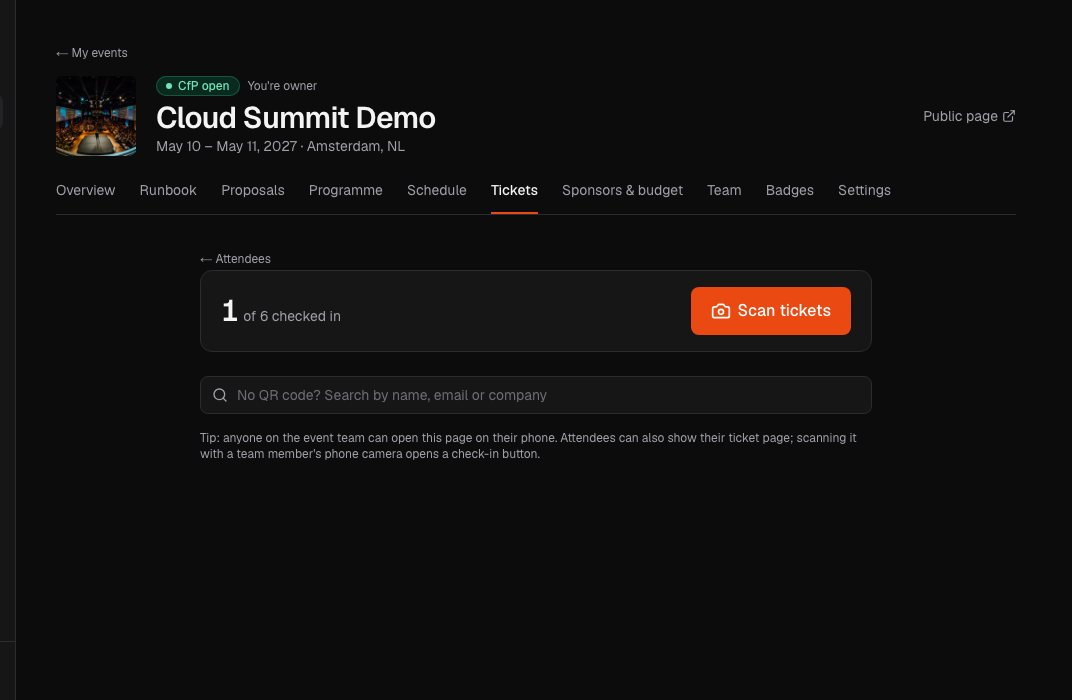 ← My events
CfP open You're owner
Cloud Summit Demo
May 10 – May 11, 2027 · Amsterdam, NL
Public page
Overview Runbook Proposals Programme Schedule Tickets Sponsors & budget Team Badges Settings
← Attendees
1 of 6 checked in
Scan tickets
No QR code? Search by name, email or company
Tip: anyone on the event team can open this page on their phone. Attendees can also show their ticket page; scanning it
with a team member's phone camera opens a check-in button.